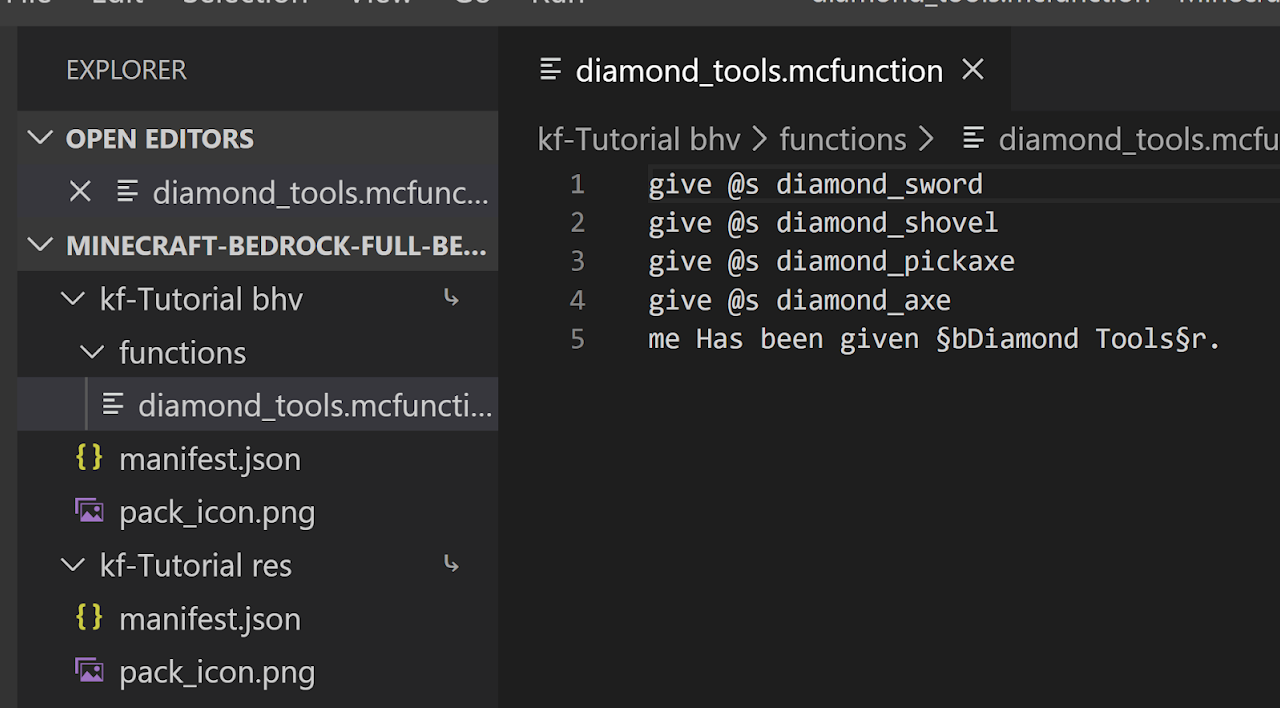 File Edit Selection View Go Run
diamond_tools.mcfunction
EXPLORER
OPEN EDITORS
diamond_tools.mcfunc...
MINECRAFT-BEDROCK-FULL-BE...
kf-Tutorial bhv
functions
diamond_tools.mcfuncti...
manifest.json
pack_icon.png
kf-Tutorial res
manifest.json
pack_icon.png
diamond_tools.mcfunction
kf-Tutorial bhv > functions > diamond_tools.mcfu
1 give @s diamond_sword
2 give @s diamond_shovel
3 give @s diamond_pickaxe
4 give @s diamond_axe
5 me Has been given §bDiamond Tools§r.